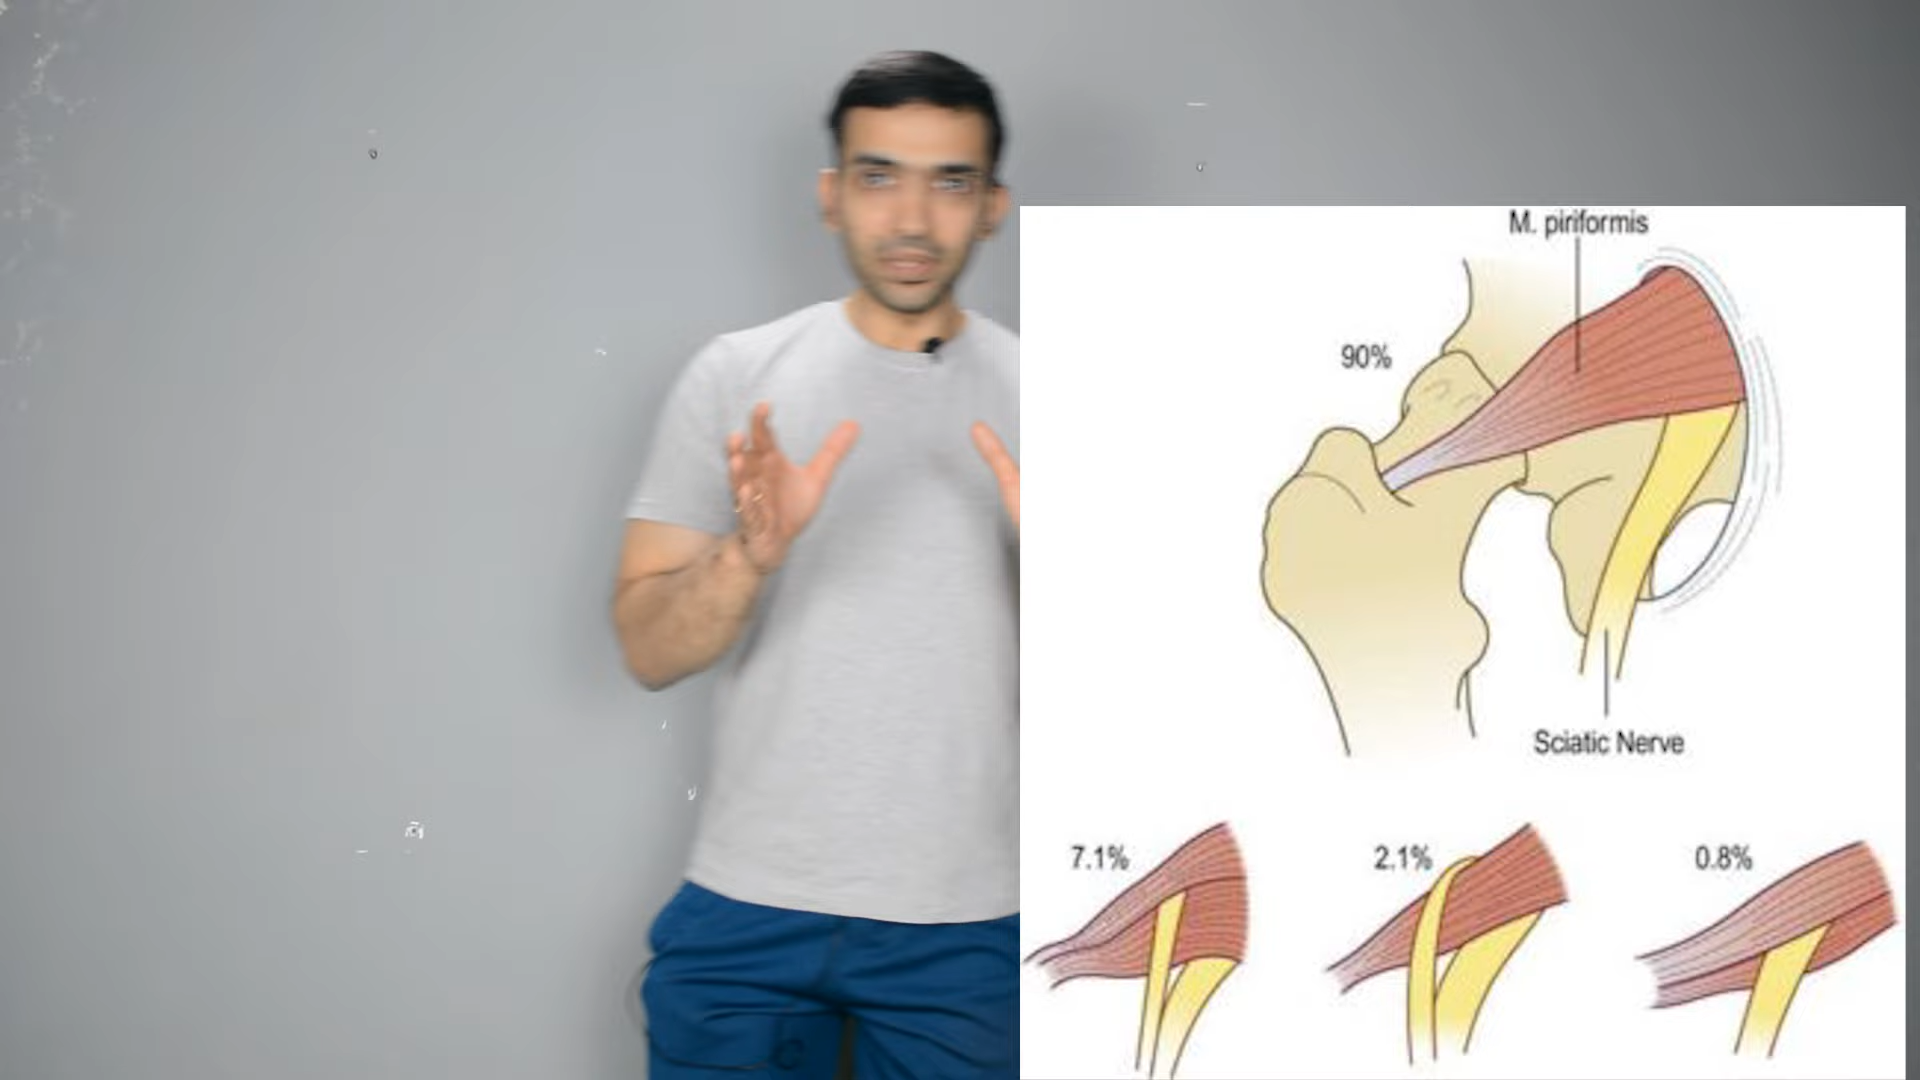 M. piriformis
90%
Sciatic Nerve
7.1%
2.1%
0.8%